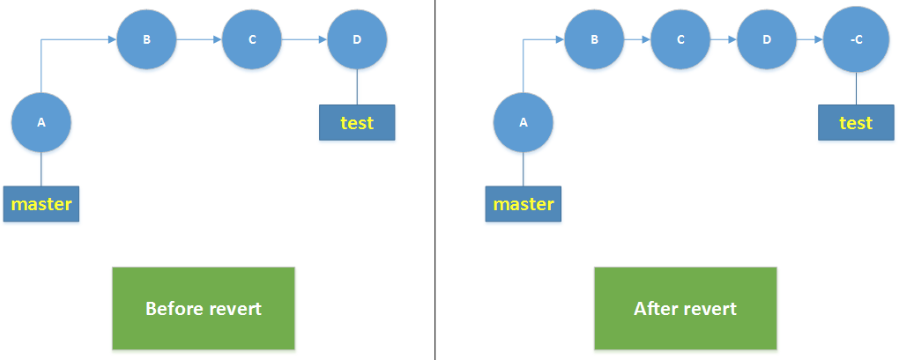 B
C
D
test
A
master
Before revert
B
C
D
-C
test
A
master
After revert